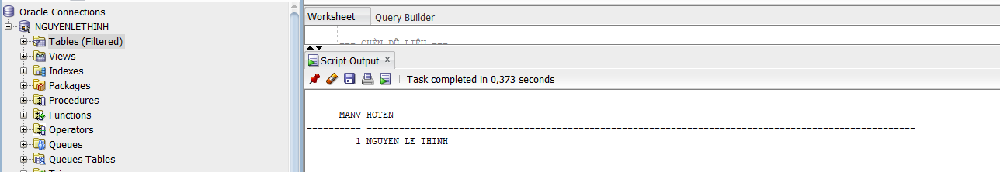 Oracle Connections
NGUYENLETHINH
Tables (Filtered)
Views
Indexes
Packages
Procedures
Functions
Operators
Queues
Queues Tables
Worksheet Query Builder
--- CHÈN DỮ LIỆU ---
Script Output x
Task completed in 0,373 seconds
MANV HOTEN
1 NGUYEN LE THINH